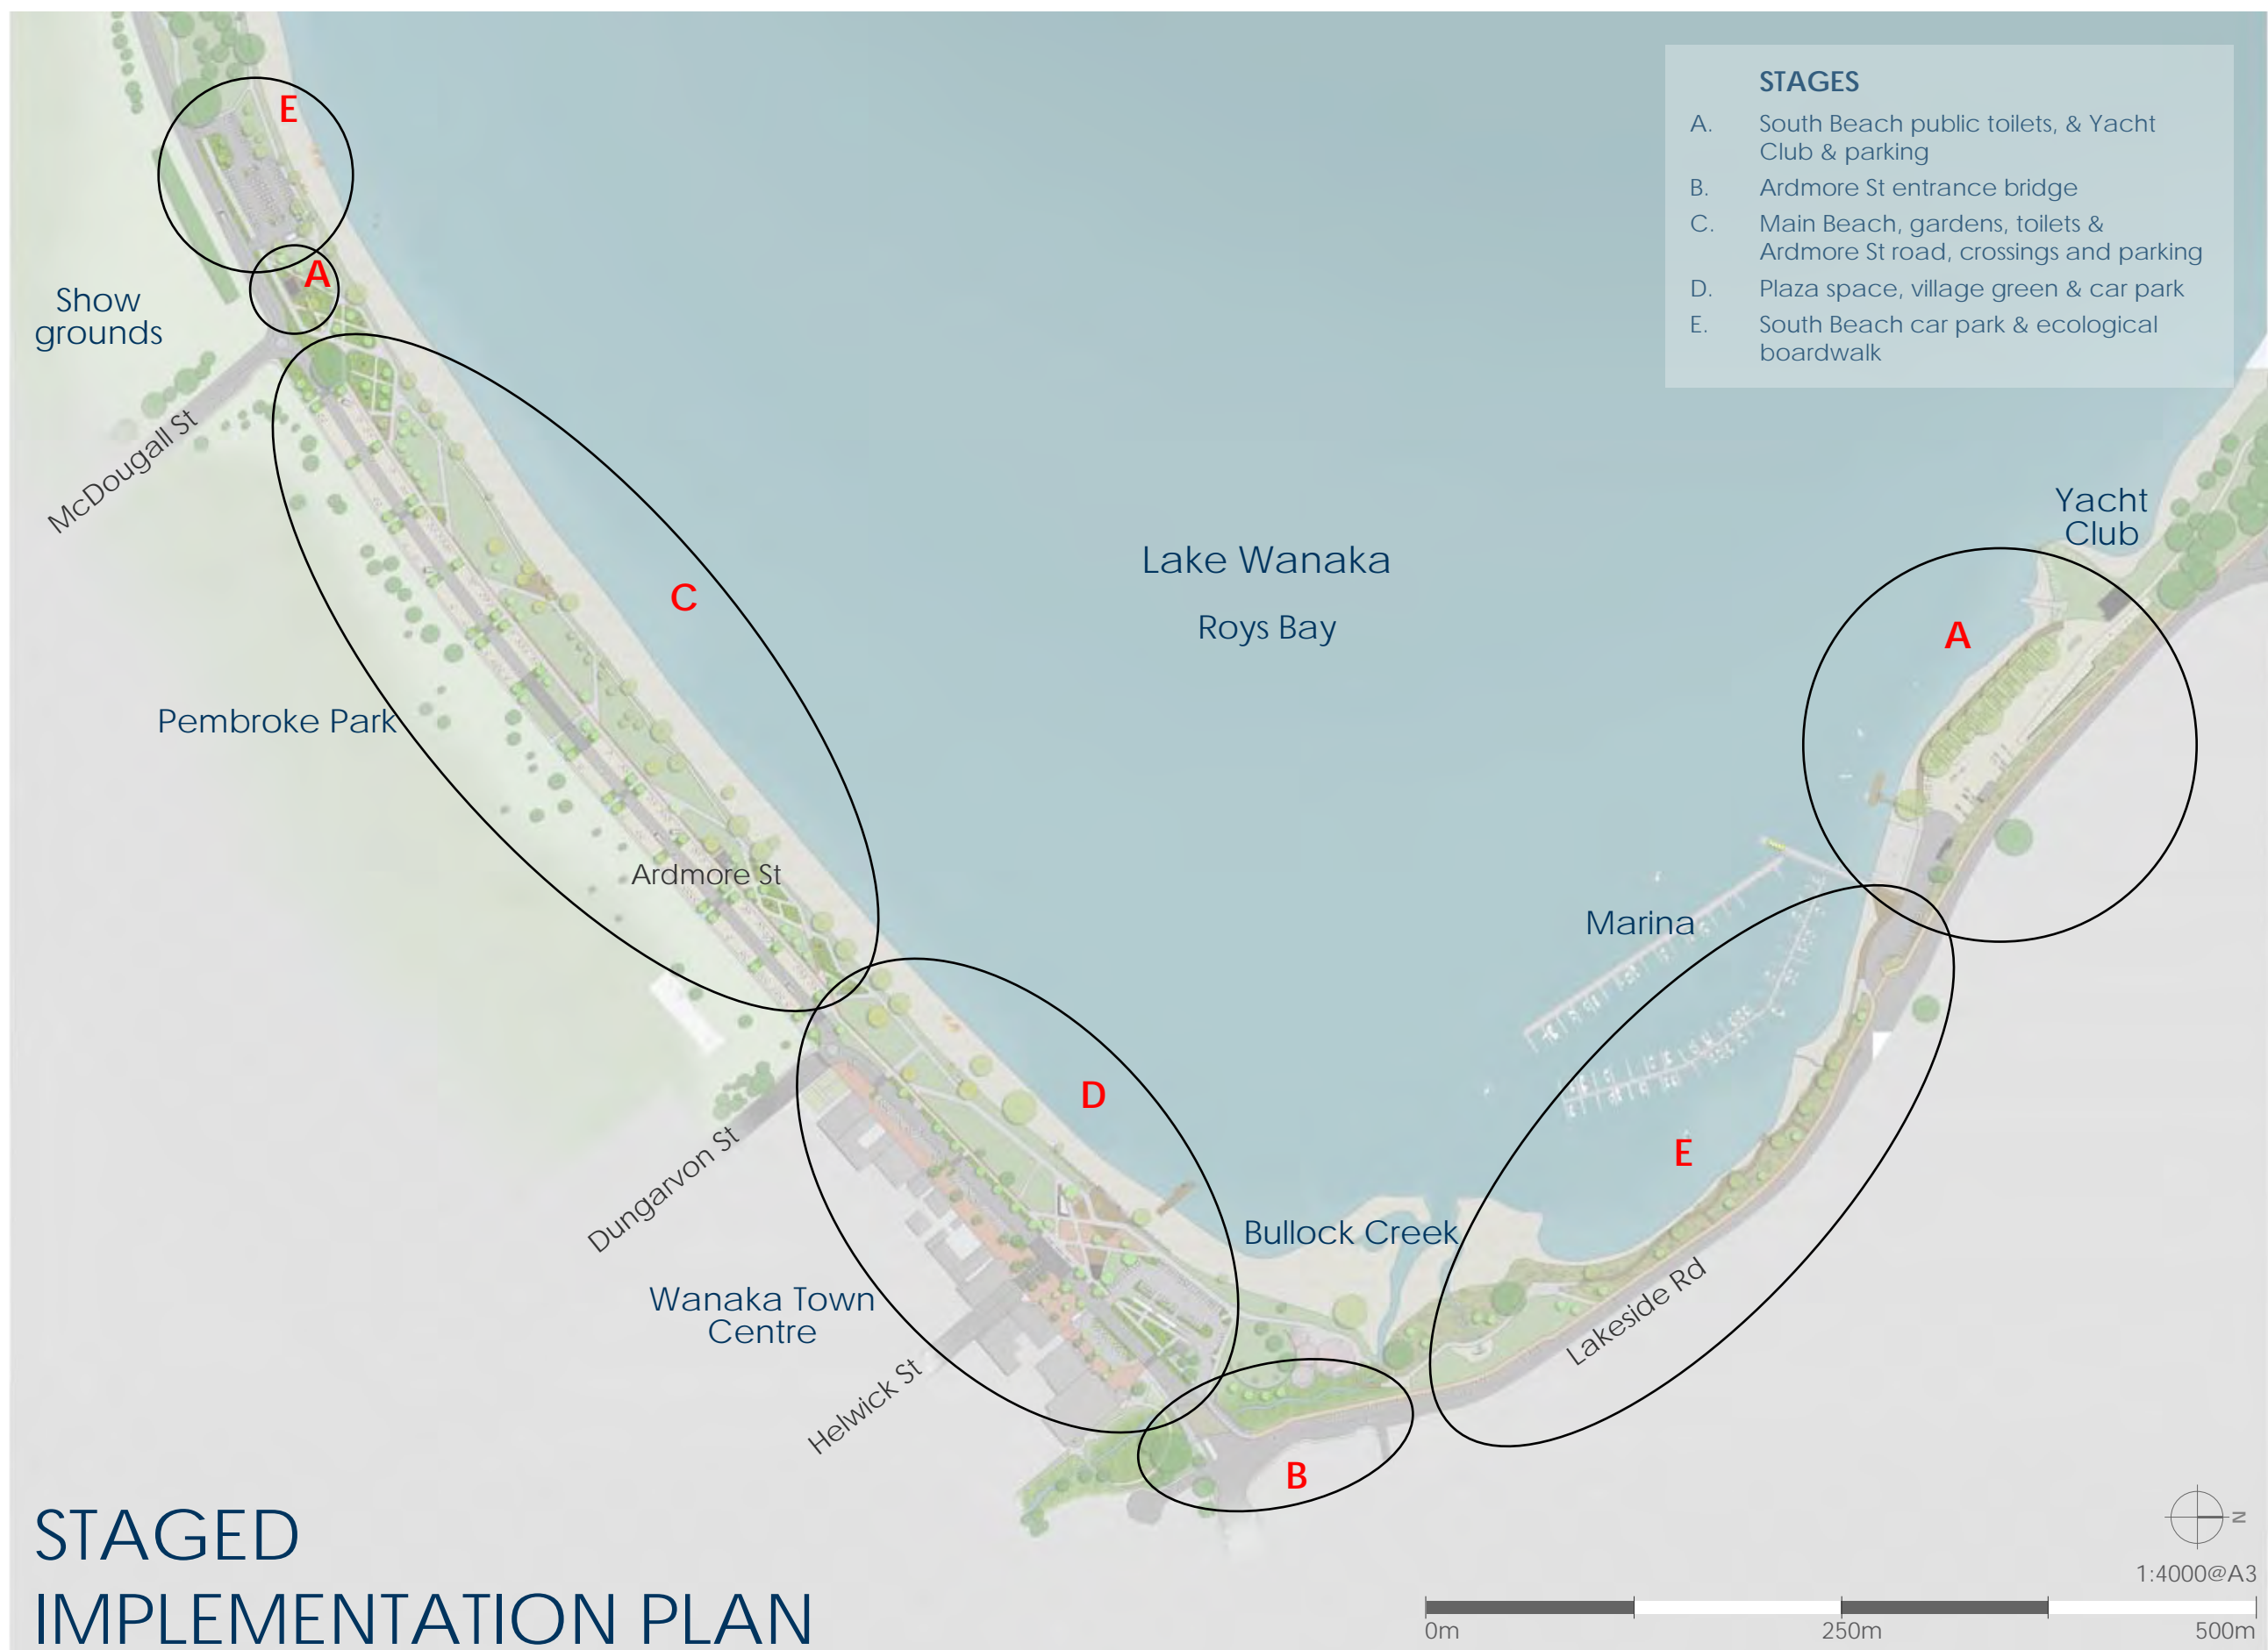 STAGES
A. South Beach public toilets, & Yacht
Club & parking
B. Ardmore St entrance bridge
C. Main Beach, gardens, toilets &
Ardmore St road, crossings and parking
D. Plaza space, village green & car park
E. South Beach car park & ecological
boardwalk
E
A
Show
grounds
McDougall St
Yacht
Club
Lake Wanaka
Roys Bay
C
A
Pembroke Park
Ardmore St
Marina
D
E
Dungarvon St
Bullock Creek
Wanaka Town
Centre
Lakeside Rd
Helwick St
B
STAGED
IMPLEMENTATION PLAN
N
1:4000@A3
0m 250m 500m